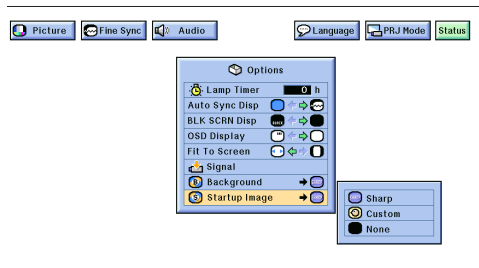 Picture Fine Sync Audio Language PRJ Mode Status
Options
Lamp Timer 0 h
Auto Sync Disp
BLK SCRN Disp
OSD Display
Fit To Screen
Signal
Background
Startup Image
Sharp
Custom
None